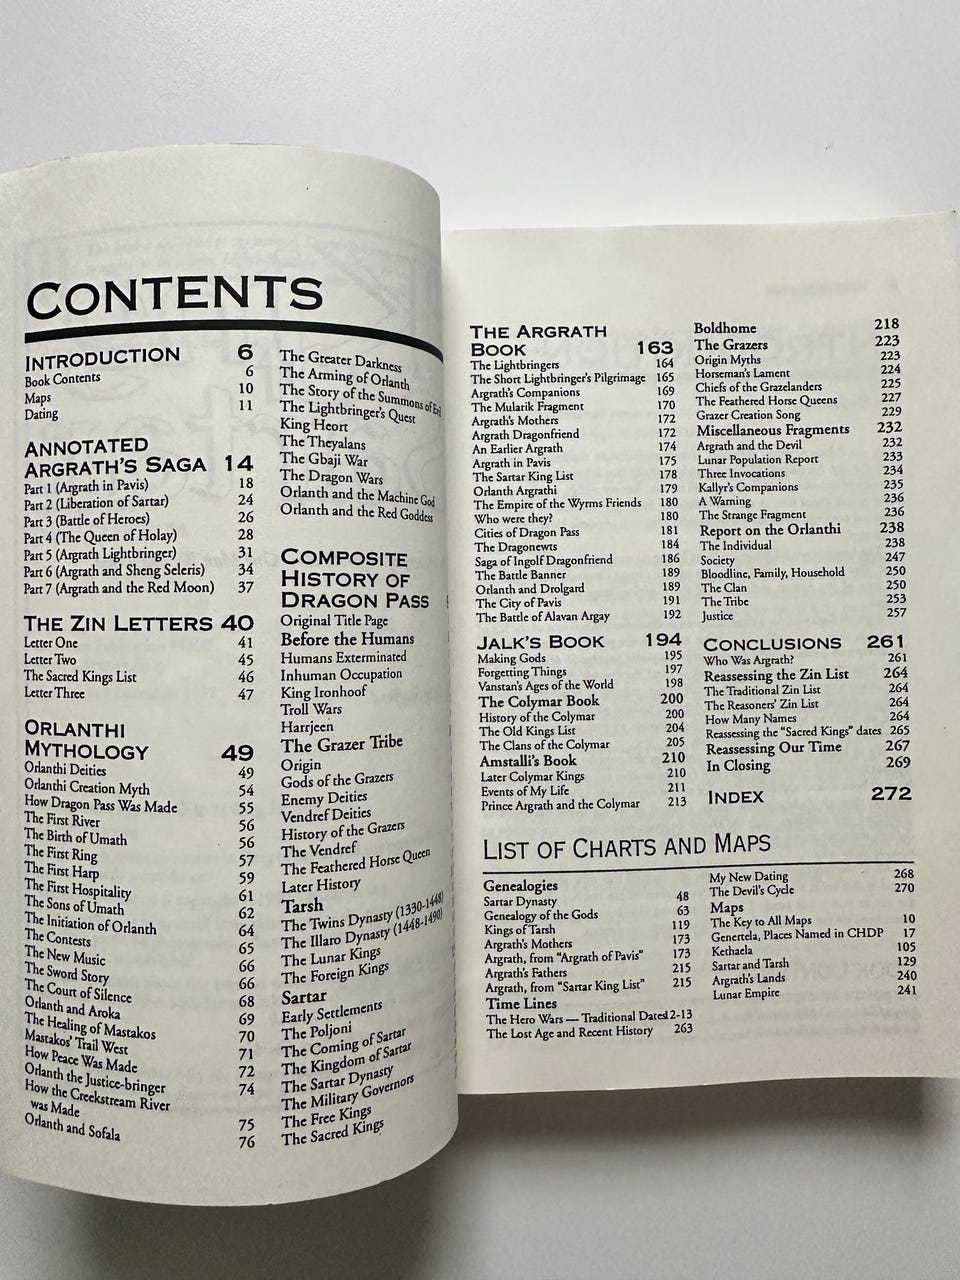 CONTENTS
INTRODUCTION 6
Book Contents 6
Maps 10
Dating 11
ANNOTATED
ARGRATH'S SAGA 14
Part 1 (Argrath in Pavis) 18
Part 2 (Liberation of Sartar) 24
Part 3 (Battle of Heroes) 26
Part 4 (The Queen of Holay) 28
Part 5 (Argrath Lightbringer) 31
Part 6 (Argrath and Sheng Seleris) 34
Part 7 (Argrath and the Red Moon) 37
THE ZIN LETTERS 40
Letter One 41
Letter Two 45
The Sacred Kings List 46
Letter Three 47
ORLANTHI
MYTHOLOGY 49
Orlanthi Deities 49
Orlanthi Creation Myth 54
How Dragon Pass Was Made 55
The First River 56
The Birth of Umath 56
The First Ring 57
The First Harp 59
The First Hospitality 61
The Sons of Umath 62
The Initiation of Orlanth 64
The Contests 65
The New Music 66
The Sword Story 66
The Court of Silence 68
Orlanth and Aroka 69
The Healing of Mastakos 70
Mastakos' Trail West 71
How Peace Was Made 72
Orlanth the Justice-bringer 74
How the Creekstream River
was Made 75
Orlanth and Sofala 76
The Greater Darkness
The Arming of Orlanth
The Story of the Summons of Evil
The Lightbringer's Quest
King Heort
The Theyalans
The Gbaji War
The Dragon Wars
Orlanth and the Machine God
Orlanth and the Red Goddess
COMPOSITE
HISTORY OF
DRAGON PASS
Original Title Page
Before the Humans
Humans Exterminated
Inhuman Occupation
King Ironhoof
Troll Wars
Harrjeen
The Grazer Tribe
Origin
Gods of the Grazers
Enemy Deities
Vendref Deities
History of the Grazers
The Vendref
The Feathered Horse Queen
Later History
Tarsh
The Twins Dynasty (1330-1448)
The Illaro Dynasty (1448-1490)
The Lunar Kings
The Foreign Kings
Sartar
Early Settlements
The Poljoni
The Coming of Sartar
The Kingdom of Sartar
The Sartar Dynasty
The Military Governors
The Free Kings
The Sacred Kings
THE ARGRATH
BOOK 163
The Lightbringers 164
The Short Lightbringer's Pilgrimage 165
Argrath's Companions 169
The Mularik Fragment 170
Argrath's Mothers 172
Argrath Dragonfriend 172
An Earlier Argrath 174
Argrath in Pavis 175
The Sartar King List 178
Orlanth Argrathi 179
The Empire of the Wyrms Friends 180
Who were they? 180
Cities of Dragon Pass 181
The Dragonewts 184
Saga of Ingolf Dragonfriend 186
The Battle Banner 189
Orlanth and Drolgard 189
The City of Pavis 191
The Battle of Alavan Argay 192
JALK'S BOOK 194
Making Gods 195
Forgetting Things 197
Vanstan's Ages of the World 198
The Colymar Book 200
History of the Colymar 200
The Old Kings List 204
The Clans of the Colymar 205
Amstalli's Book 210
Later Colymar Kings 210
Events of My Life 211
Prince Argrath and the Colymar 213
Boldhome 218
The Grazers 223
Origin Myths 223
Horseman's Lament 224
Chiefs of the Grazelanders 225
The Feathered Horse Queens 227
Grazer Creation Song 229
Miscellaneous Fragments 232
Argrath and the Devil 232
Lunar Population Report 233
Three Invocations 234
Kallyr's Companions 235
A Warning 236
The Strange Fragment 236
Report on the Orlanthi 238
The Individual 238
Society 247
Bloodline, Family, Household 250
The Clan 250
The Tribe 253
Justice 257
CONCLUSIONS 261
Who Was Argrath? 261
Reassessing the Zin List 264
The Traditional Zin List 264
The Reasoners' Zin List 264
How Many Names 264
Reassessing the "Sacred Kings" dates 265
Reassessing Our Time 267
In Closing 269
INDEX 272
LIST OF CHARTS AND MAPS
Genealogies
Sartar Dynasty 48
Genealogy of the Gods 63
Kings of Tarsh 119
Argrath's Mothers 173
Argrath, from "Argrath of Pavis" 173
Argrath's Fathers 215
Argrath, from "Sartar King List" 215
Time Lines
The Hero Wars — Traditional Dates 12-13
The Lost Age and Recent History 263
My New Dating 268
The Devil's Cycle 270
Maps
The Key to All Maps 10
Genertela, Places Named in CHDP 17
Kethaela 105
Sartar and Tarsh 129
Argrath's Lands 240
Lunar Empire 241